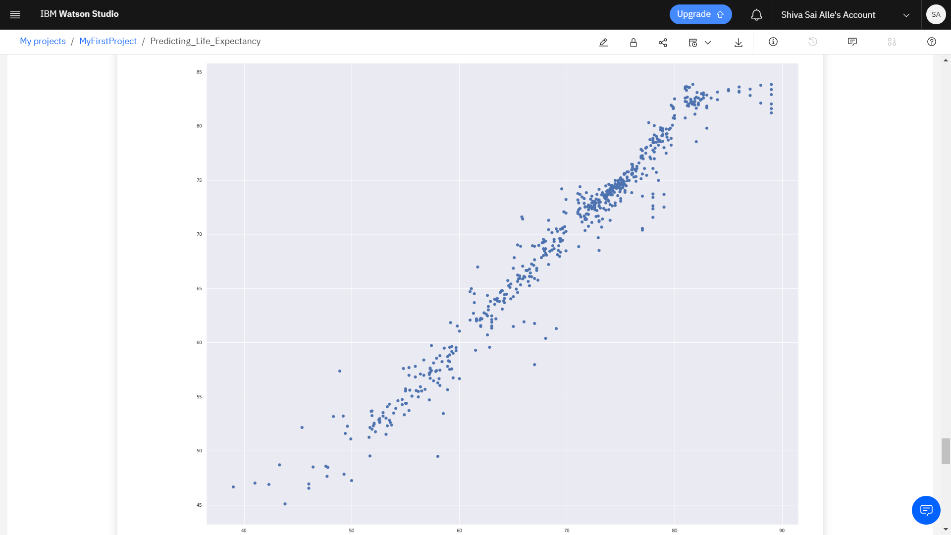 IBM Watson Studio
Upgrade
Shiva Sai Alle's Account
SA
My projects / MyFirstProject / Predicting_Life_Expectancy
85
80
75
70
65
60
55
50
45
40 50 60 70 80 90